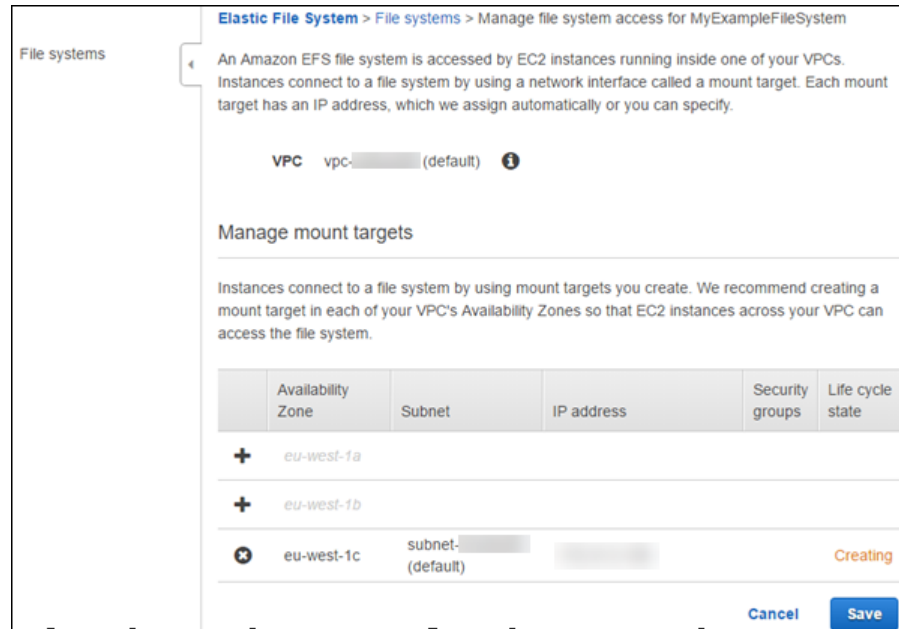 Elastic File System > File systems > Manage file system access for MyExampleFileSystem
File systems
An Amazon EFS file system is accessed by EC2 instances running inside one of your VPCs.
Instances connect to a file system by using a network interface called a mount target. Each mount
target has an IP address, which we assign automatically or you can specify.
VPC vpc- (default)
Manage mount targets
Instances connect to a file system by using mount targets you create. We recommend creating a
mount target in each of your VPC's Availability Zones so that EC2 instances across your VPC can
access the file system.
Availability Zone Subnet IP address Security groups Life cycle state
eu-west-1a
eu-west-1b
eu-west-1c subnet- (default) Creating
Cancel Save